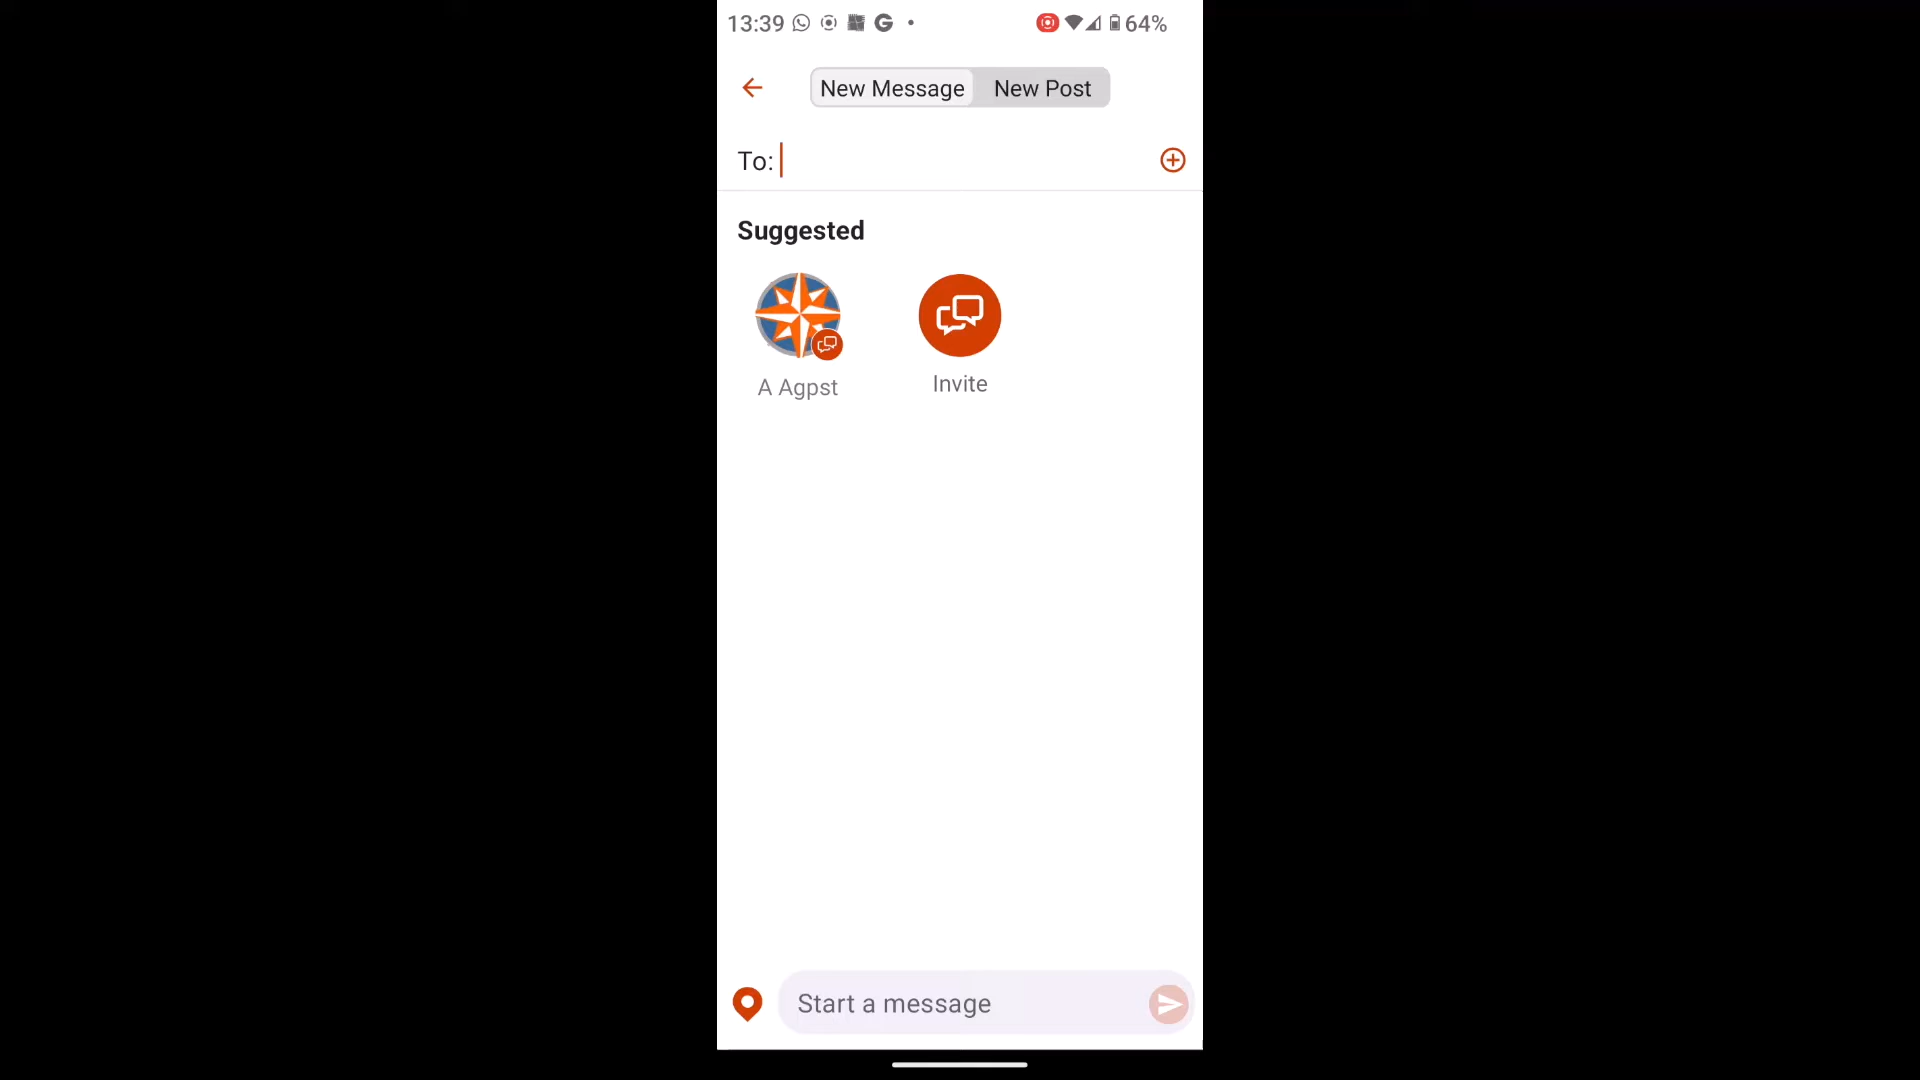 13:39 64%
New Message New Post
To:
Suggested
A Agpst Invite
Start a message